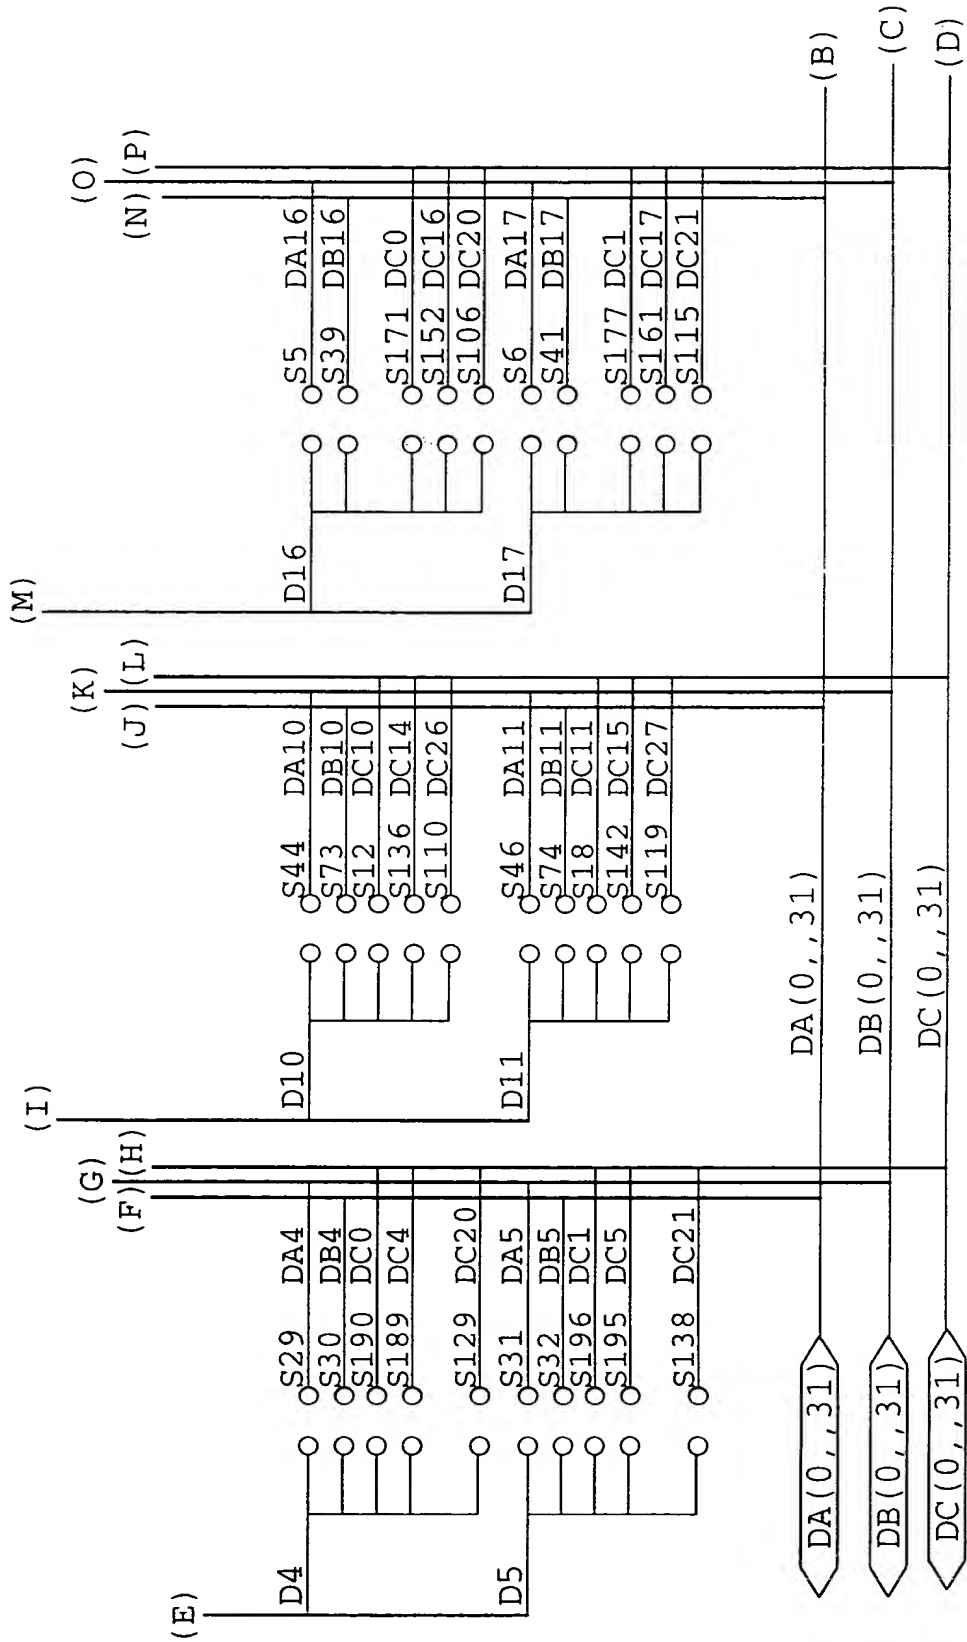 (E)
(F)
(G)
(H)
(I)
(J)
(K)
(L)
(M)
(N)
(O)
(P)
D4
S29 DA4
S30 DB4
S190 DC0
S189 DC4
S129 DC20
D5
S31 DA5
S32 DB5
S196 DC1
S195 DC5
S138 DC21
D10
S44 DA10
S73 DB10
S12 DC10
S136 DC14
S110 DC26
D11
S46 DA11
S74 DB11
S18 DC11
S142 DC15
S119 DC27
D16
S5 DA16
S39 DB16
S171 DC0
S152 DC16
S106 DC20
D17
S6 DA17
S41 DB17
S177 DC1
S161 DC17
S115 DC21
DA(0,,31) DA(0,,31) (B)
DB(0,,31) DB(0,,31) (C)
DC(0,,31) DC(0,,31) (D)